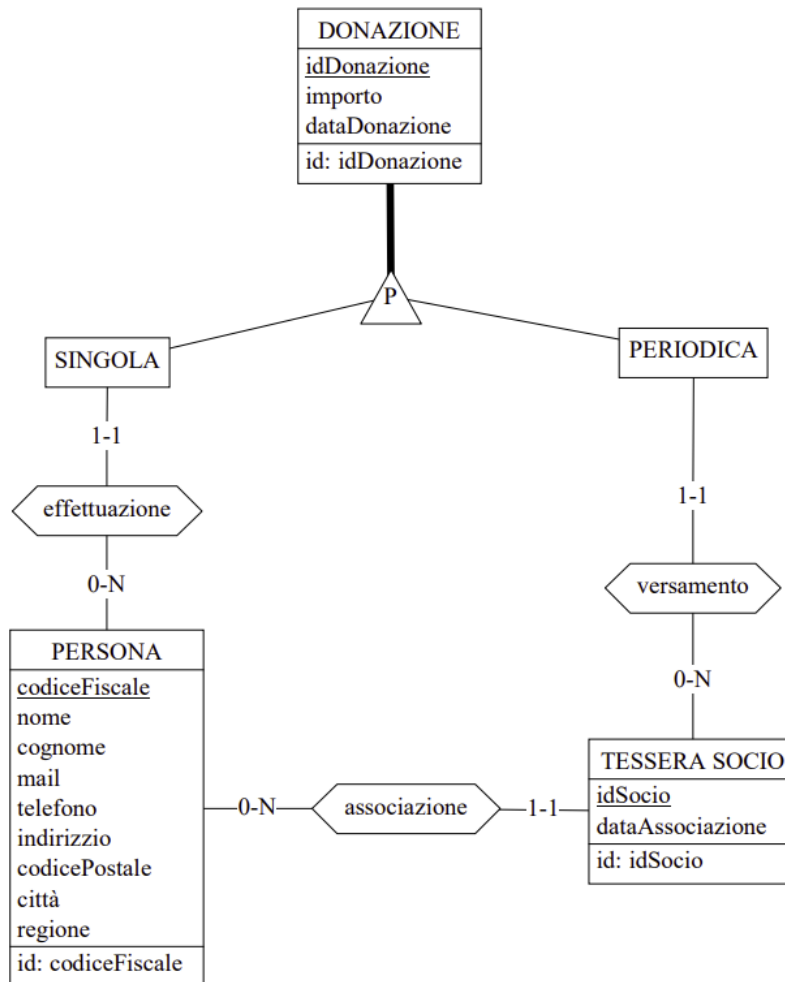 DONAZIONE
idDonazione
importo
dataDonazione
id: idDonazione
P
SINGOLA
PERIODICA
1-1
effettuazione
0-N
1-1
versamento
0-N
PERSONA
codiceFiscale
nome
cognome
mail
telefono
indirizzio
codicePostale
città
regione
id: codiceFiscale
0-N
associazione
1-1
TESSERA SOCIO
idSocio
dataAssociazione
id: idSocio